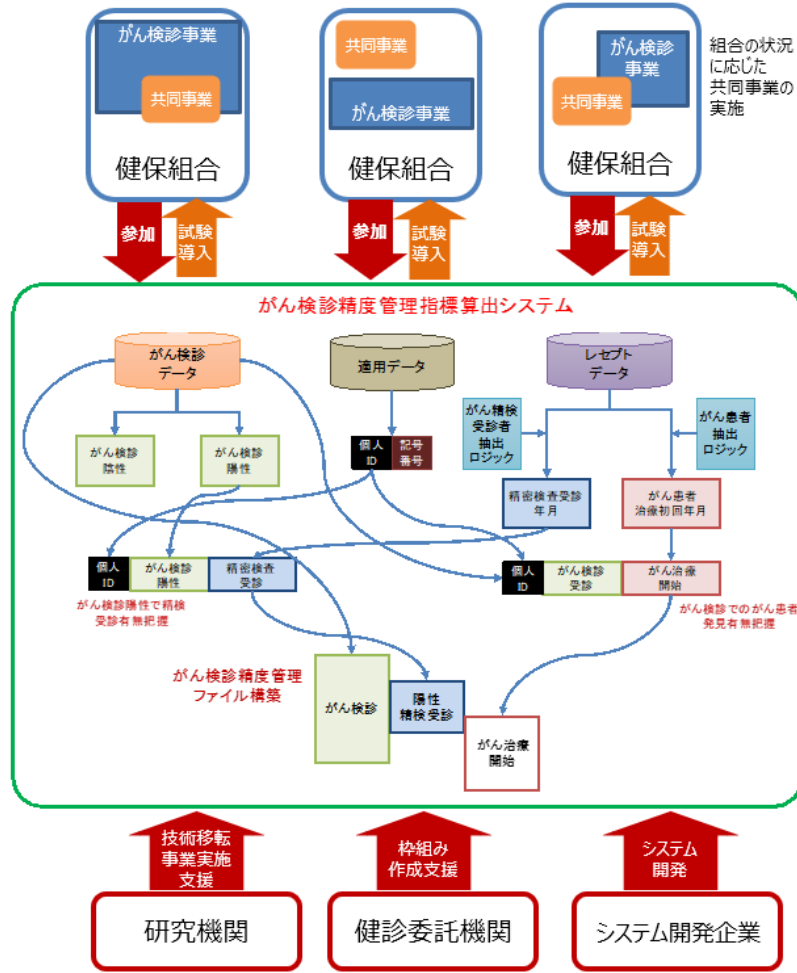 がん検診事業
共同事業
健保組合
共同事業
がん検診事業
健保組合
がん検診
事業
共同事業
健保組合
組合の状況
に応じた
共同事業の
実施
参加
試験
導入
参加
試験
導入
参加
試験
導入
がん検診精度管理指標算出システム
がん検診
データ
適用データ
レセプト
データ
がん精検
受診者
抽出
ロジック
がん患者
抽出
ロジック
がん検診
陰性
がん検診
陽性
個人
ID
記号
番号
精密検査受診
年月
がん患者
治療初回年月
個人
ID
がん検診
陽性
精密検査
受診
個人
ID
がん検診
受診
がん治療
開始
がん検診陽性で精検
受診有無把握
がん検診でのがん患者
発見有無把握
がん検診精度管理
ファイル構築
がん検診
陽性
精検受診
がん治療
開始
技術移転
事業実施
支援
枠組み
作成支援
システム
開発
研究機関
健診委託機関
システム開発企業